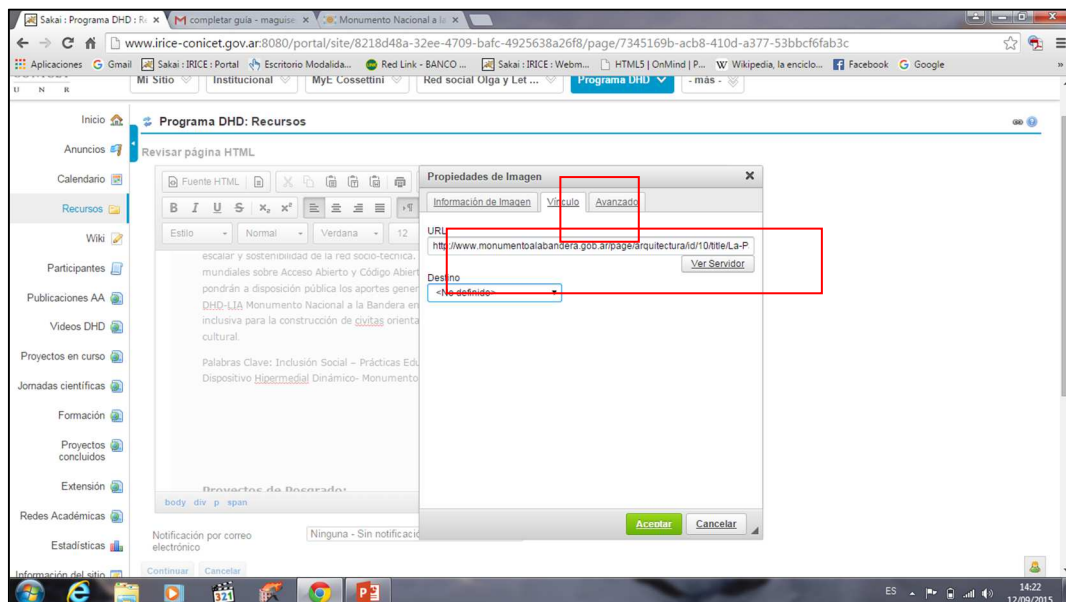 Sakai : Programa DHD : Re
completar guía - maguise
Monumento Nacional a la
www.irice-conicet.gov.ar:8080/portal/site/8218d48a-32ee-4709-bafc-4925638a26f8/page/7345169b-acb8-410d-a377-53bbcf6fab3c
Aplicaciones Gmail Sakai : IRICE : Portal Escritorio Modalida... Red Link - BANCO ... Sakai : IRICE : Webm... HTML5 | OnMind | P... Wikipedia, la enciclo... Facebook Google »
U N R
Mi Sitio Institucional MyE Cossettini Red social Olga y Let ... Programa DHD - más -
Inicio
Anuncios
Calendario
Recursos
Wiki
Participantes
Publicaciones AA
Videos DHD
Proyectos en curso
Jornadas científicas
Formación
Proyectos
concluidos
Extensión
Redes Académicas
Estadísticas
Información del sitio
Programa DHD: Recursos
Revisar página HTML
Fuente HTML
B I U S x₂ x²
Estilo Normal Verdana 12
escalar y sostenibilidad de la red socio-técnica.
mundiales sobre Acceso Abierto y Código Abiert
pondrán a disposición pública los aportes gener
DHD-LIA Monumento Nacional a la Bandera en
inclusiva para la construcción de civitas orienta
cultural.
Palabras Clave: Inclusión Social – Prácticas Edu
Dispositivo Hipermedial Dinámico- Monumento
Proyectos de Posgrado:
body div p span
Notificación por correo
electrónico
Ninguna - Sin notificació
Continuar Cancelar
Propiedades de Imagen
Información de Imagen Vínculo Avanzado
URL
http://www.monumentoalabandera.gob.ar/page/arquitectura/id/10/title/La-P
Ver Servidor
Destino
<No definido>
Aceptar Cancelar
321
ES
14:22
12/09/2015